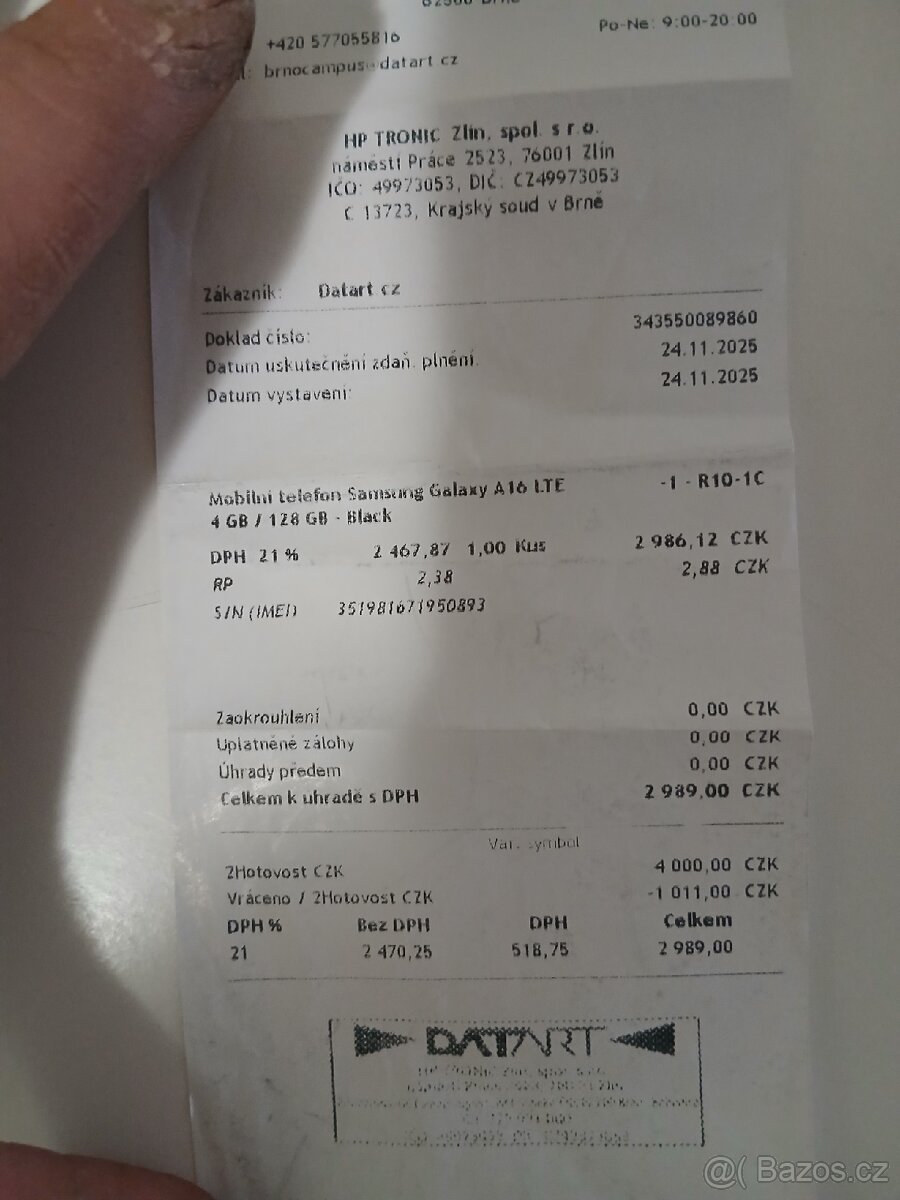 +420 577055816
Po-Ne: 9:00-20:00
brnocampus@datart cz
HP TRONIC Zlín, spol. s r.o.
náměstí Práce 2523, 76001 Zlín
IČO: 49973053, DIČ: CZ49973053
C 13723, Krajský soud v Brně
Zákazník: Datart cz
Doklad číslo: 343550089860
Datum uskutečnění zdaň. plnění: 24.11.2025
Datum vystavení: 24.11.2025
Mobilní telefon Samsung Galaxy A16 LTE -1 - R10-1C
4 GB / 128 GB - Black
DPH 21 % 2 467,87 1,00 Kus 2 986,12 CZK
RP 2,38 2,88 CZK
S/N (IMEI) 351981671950893
Zaokrouhlení 0,00 CZK
Uplatněné zálohy 0,00 CZK
Úhrady předem 0,00 CZK
Celkem k úhradě s DPH 2 989,00 CZK
Var. symbol
2Hotovost CZK 4 000,00 CZK
Vráceno / 2Hotovost CZK -1 011,00 CZK
DPH % Bez DPH DPH Celkem
21 2 470,25 518,75 2 989,00
DATART
@( Bazos.cz